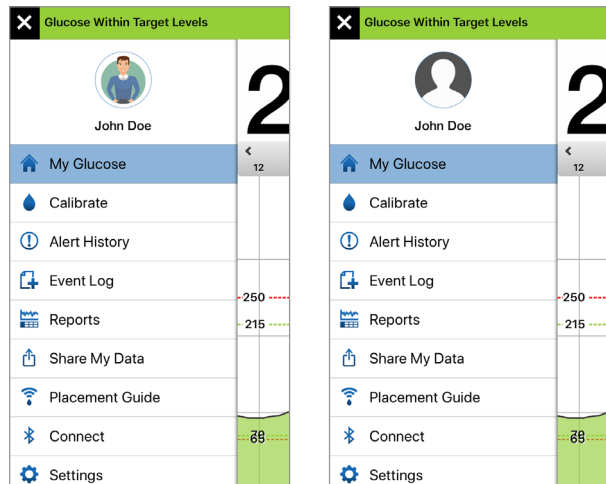 Glucose Within Target Levels
John Doe
2
12
My Glucose
Calibrate
Alert History
Event Log
250
Reports
215
Share My Data
Placement Guide
Connect
65
Settings
Glucose Within Target Levels
John Doe
2
12
My Glucose
Calibrate
Alert History
Event Log
250
Reports
215
Share My Data
Placement Guide
Connect
65
Settings